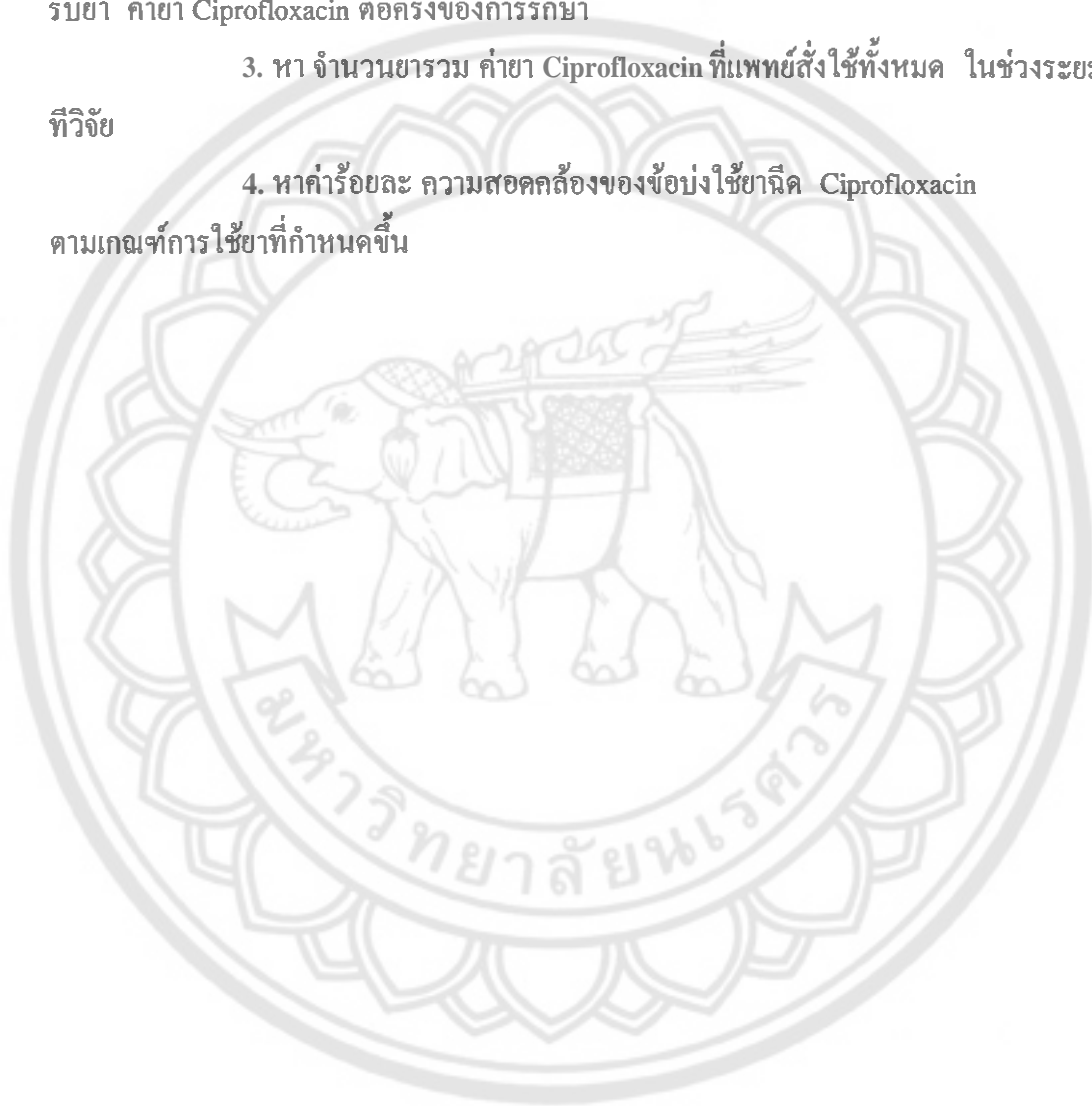 รับยา ค่ายา Ciprofloxacin ต่อครั้งของการรักษา
3. หา จำนวนยารวม ค่ายา Ciprofloxacin ที่แพทย์สั่งใช้ทั้งหมด ในช่วงระยะ
ที่วิจัย
4. หาค่าร้อยละ ความสอดคล้องของข้อบ่งใช้ยาฉีด Ciprofloxacin
ตามเกณฑ์การใช้ยาที่กำหนดขึ้น
มหาวิทยาลัยนเรศวร